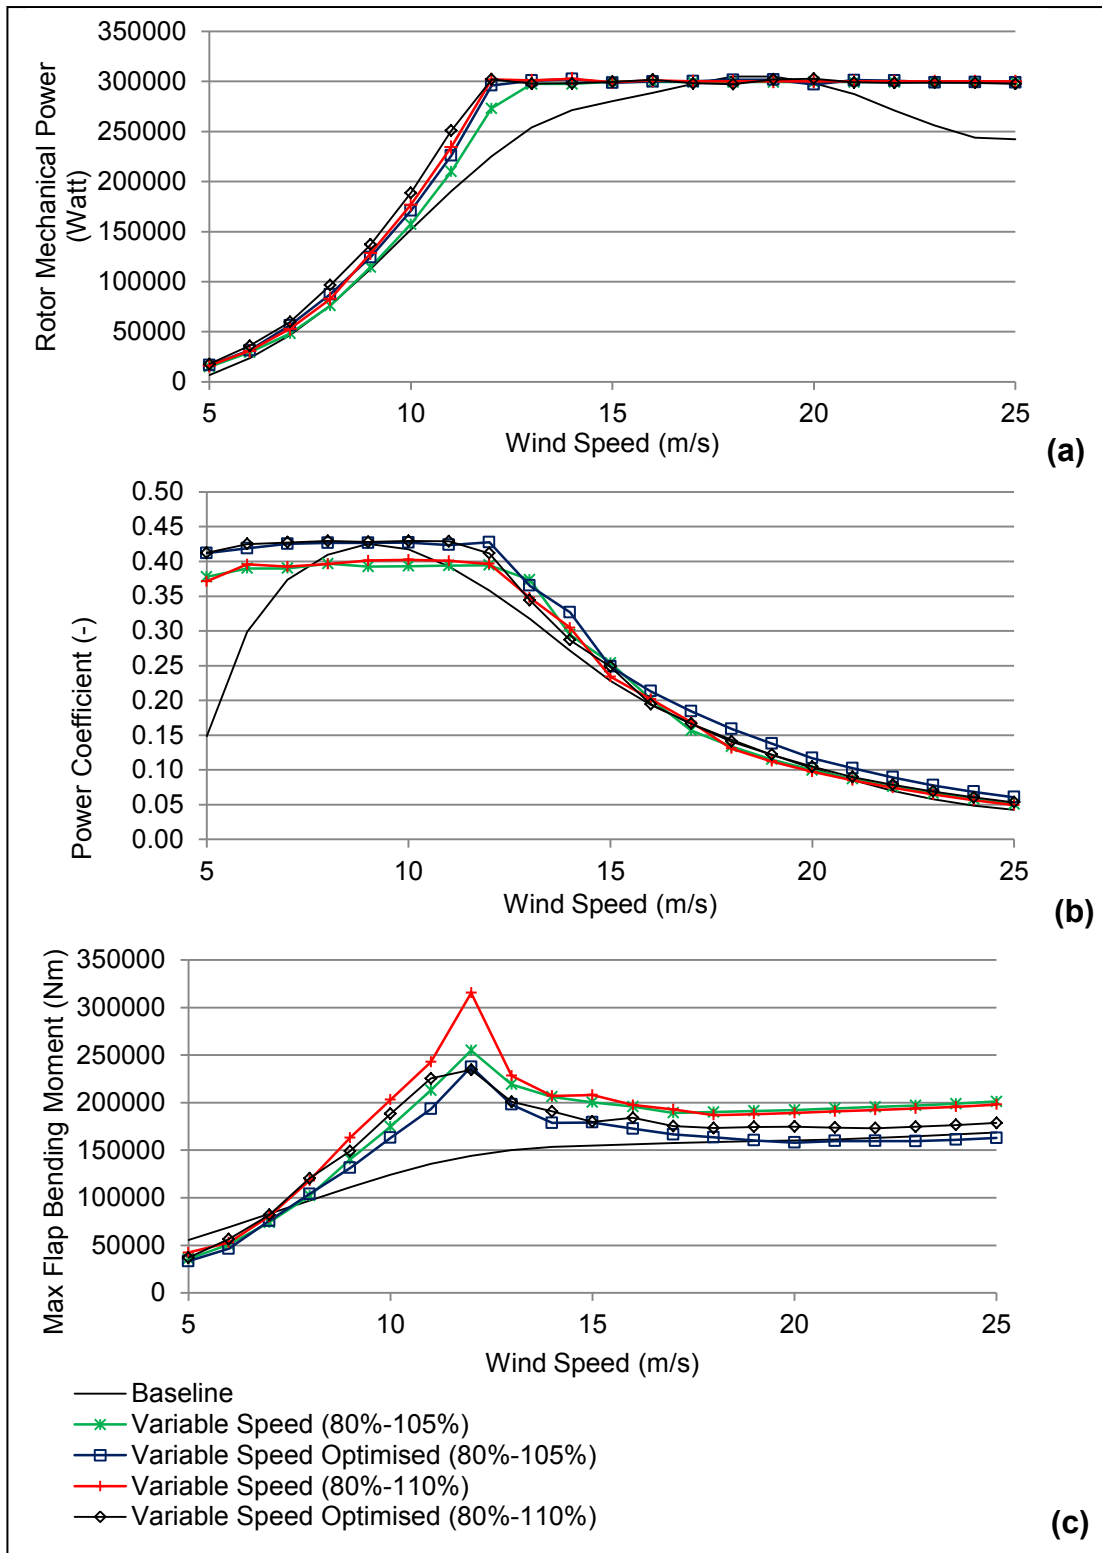 350000
300000
250000
200000
150000
100000
50000
0
Rotor Mechanical Power
(Watt)
5 10 15 20 25
Wind Speed (m/s)
(a)
0.50
0.45
0.40
0.35
0.30
0.25
0.20
0.15
0.10
0.05
0.00
Power Coefficient (-)
5 10 15 20 25
Wind Speed (m/s)
(b)
350000
300000
250000
200000
150000
100000
50000
0
Max Flap Bending Moment (Nm)
5 10 15 20 25
Wind Speed (m/s)
Baseline
Variable Speed (80%-105%)
Variable Speed Optimised (80%-105%)
Variable Speed (80%-110%)
Variable Speed Optimised (80%-110%)
(c)